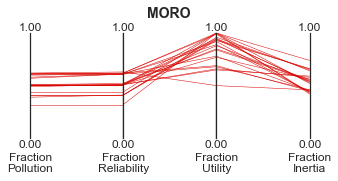 MORO
1.00 1.00 1.00 1.00
0.00 0.00 0.00 0.00
Fraction Fraction Fraction Fraction
Pollution Reliability Utility Inertia